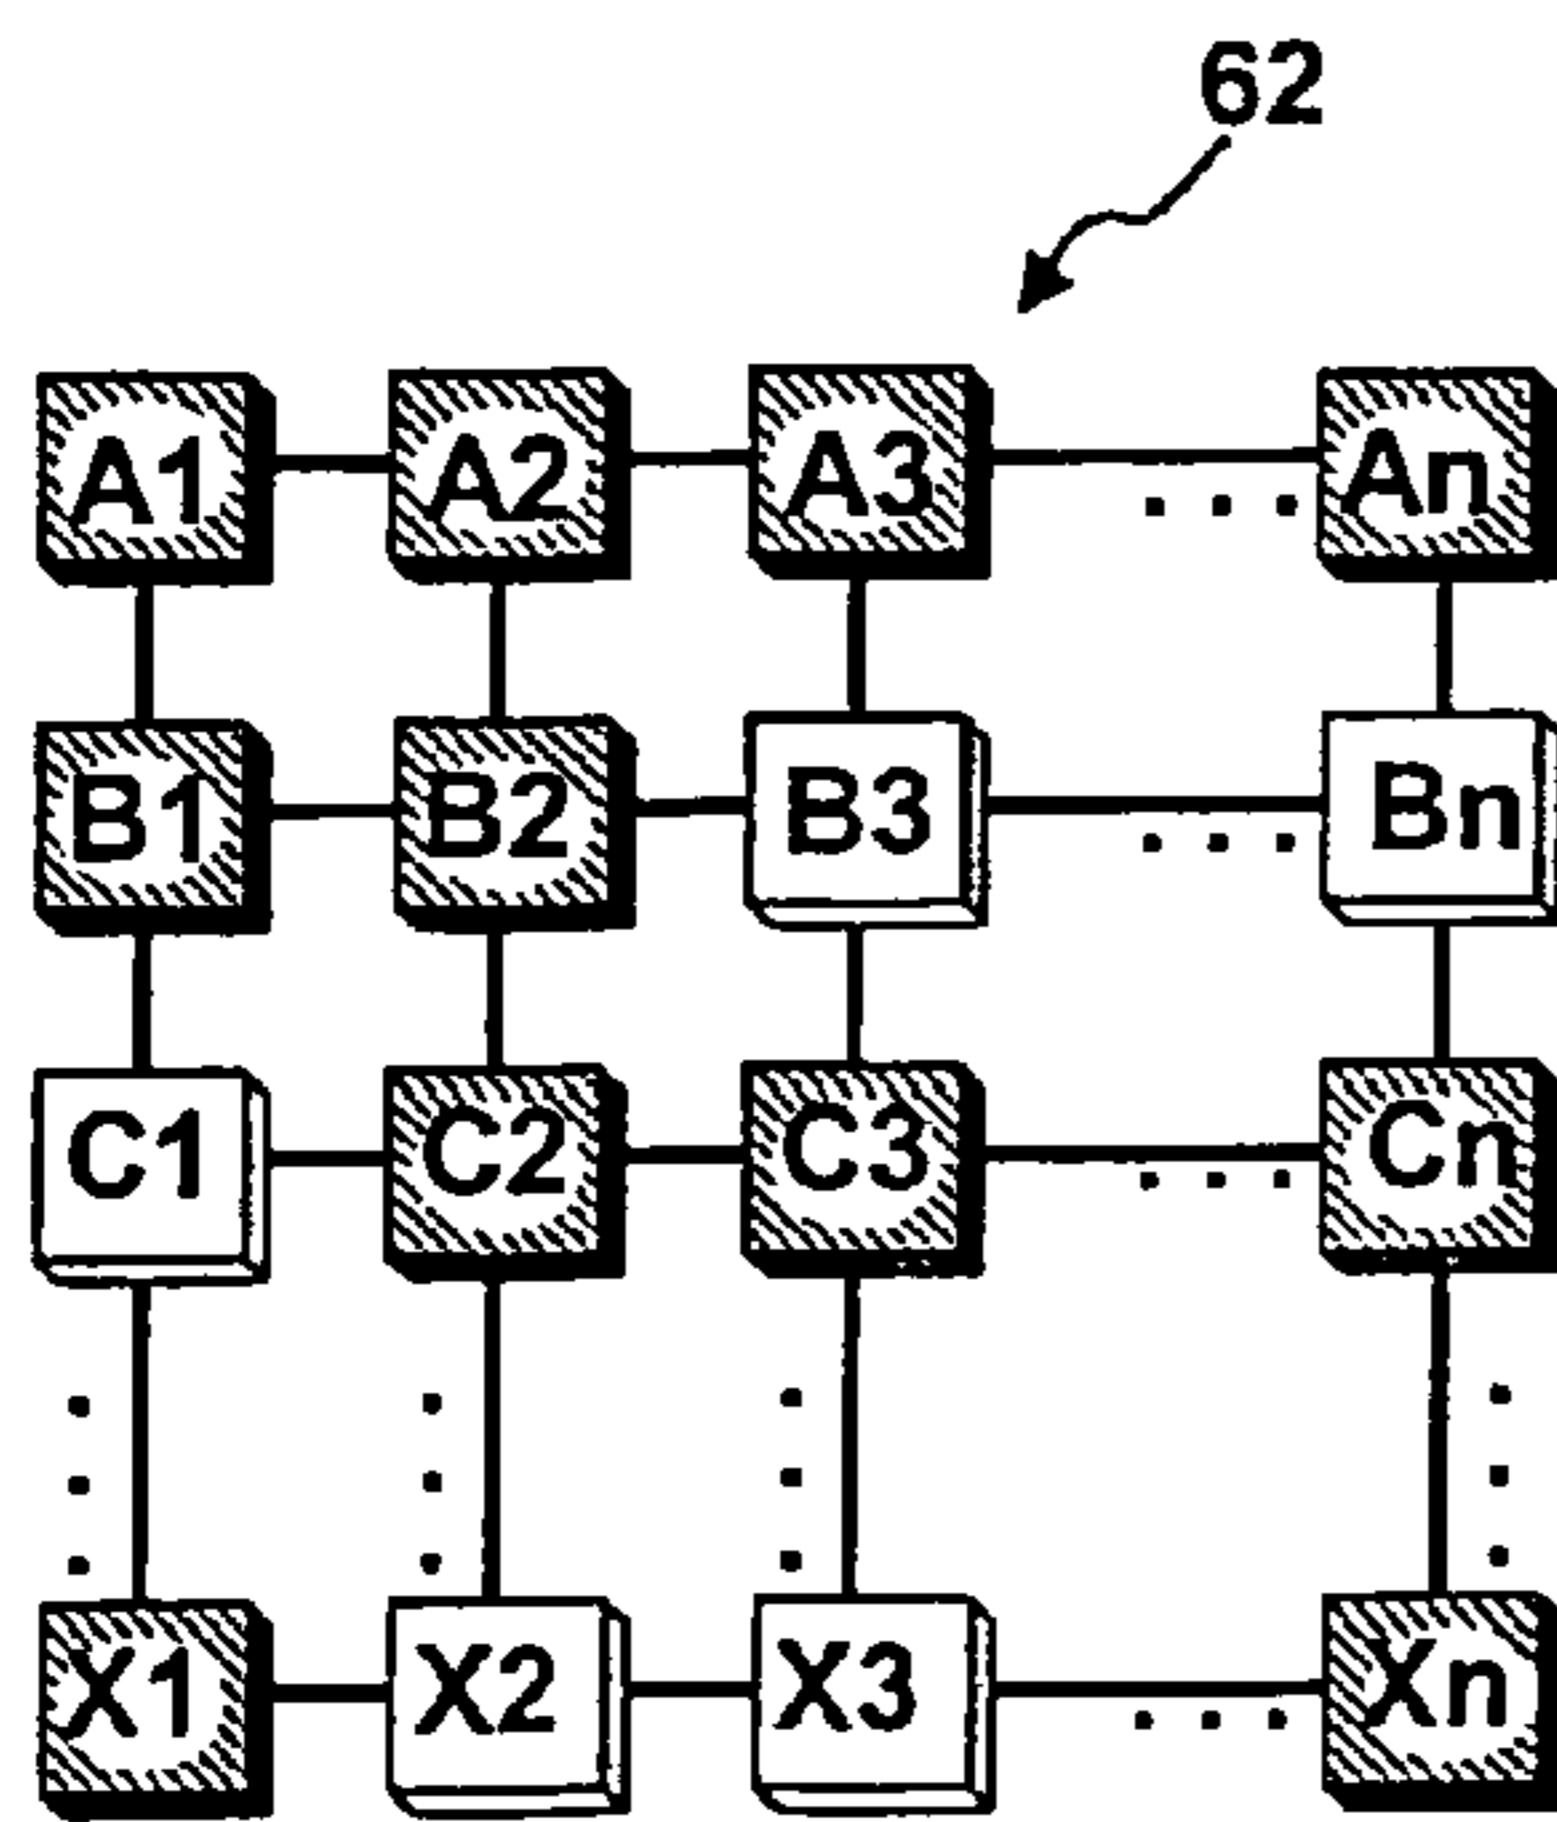 62
A1 A2 A3 . . . An
B1 B2 B3 . . . Bn
C1 C2 C3 . . . Cn
X1 X2 X3 . . . Xn